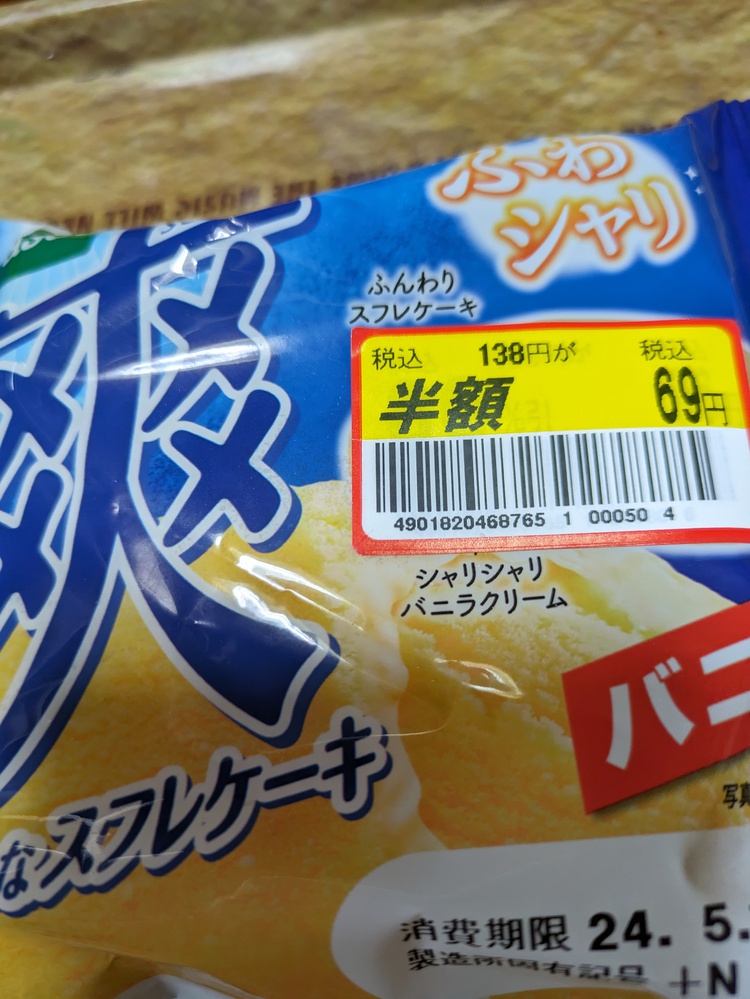 ふわ
シャリ
爽
ふんわり
スフレケーキ
税込 138円が 税込
半額 69円
4901820468765 1 00050 4
シャリシャリ
バニラクリーム
バニ
なスフレケーキ
写真
消費期限 24. 5.
製造所固有記号 +N